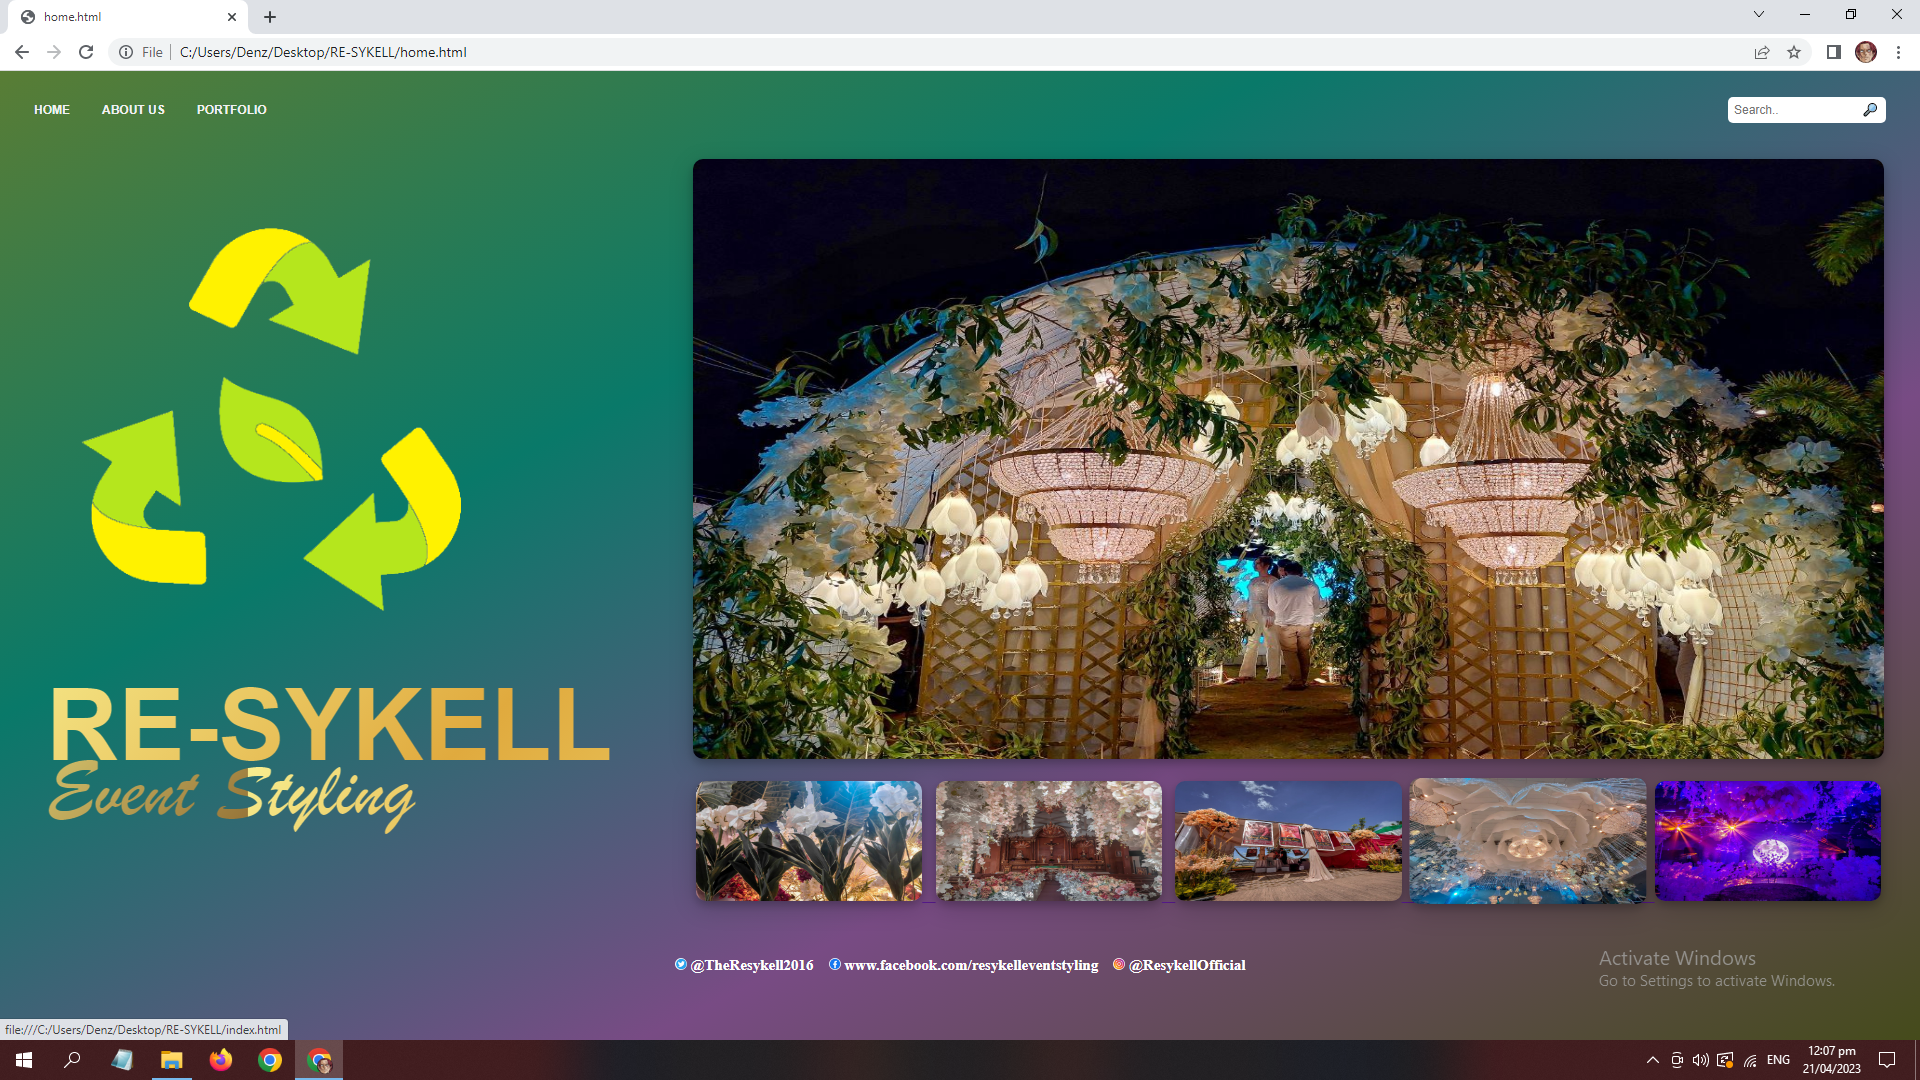 home.html
File
C:/Users/Denz/Desktop/RE-SYKELL/home.html
HOME ABOUT US PORTFOLIO
Search..
RE-SYKELL
Event Styling
@TheResykell2016 www.facebook.com/resykelleventstyling @ResykellOfficial
Activate Windows
Go to Settings to activate Windows.
file:///C:/Users/Denz/Desktop/RE-SYKELL/index.html
ENG
12:07 pm
21/04/2023